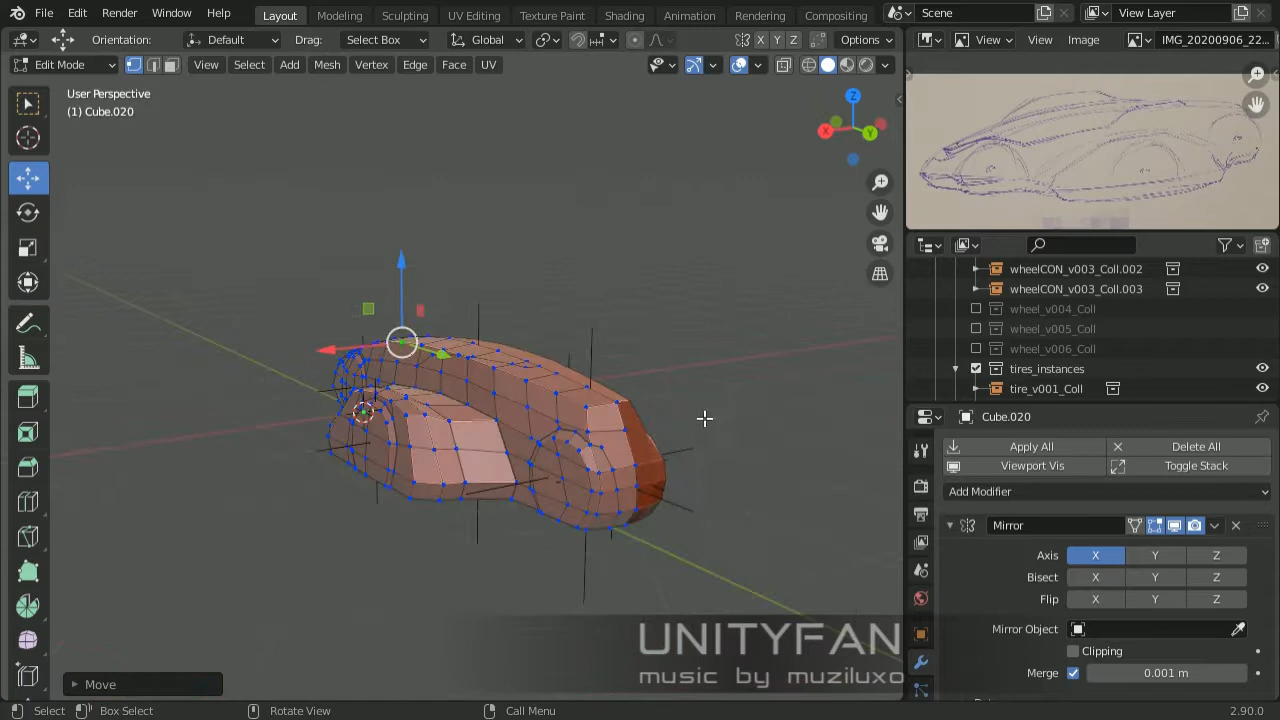 File Edit Render Window Help Layout Modeling Sculpting UV Editing Texture Paint Shading Animation Rendering Compositing Scene View Layer
Orientation: Default Drag: Select Box Global X Y Z Options View View Image IMG_20200906_22...
Edit Mode View Select Add Mesh Vertex Edge Face UV
User Perspective
(1) Cube.020
Z
X
Y
wheelCON_v003_Coll.002
wheelCON_v003_Coll.003
wheel_v004_Coll
wheel_v005_Coll
wheel_v006_Coll
tires_instances
tire_v001_Coll
Cube.020
Apply All Delete All
Viewport Vis Toggle Stack
Add Modifier
Mirror
Axis X Y Z
Bisect X Y Z
Flip X Y Z
Mirror Object
Clipping
Merge 0.001 m
UNITYFAN
music by muziluxo
Move
Select Box Select Rotate View Call Menu 2.90.0